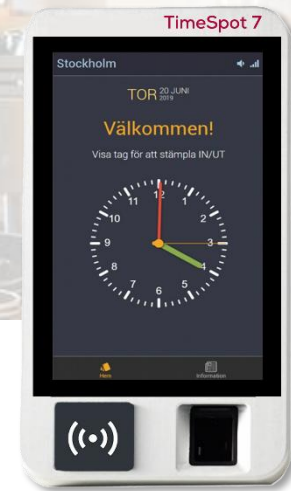 TimeSpot 7
Stockholm
TOR 20 JUNI 2019
Välkommen!
Visa tag för att stämpla IN/UT
12
1
2
3
4
5
6
7
8
9
10
11
Hem
Information